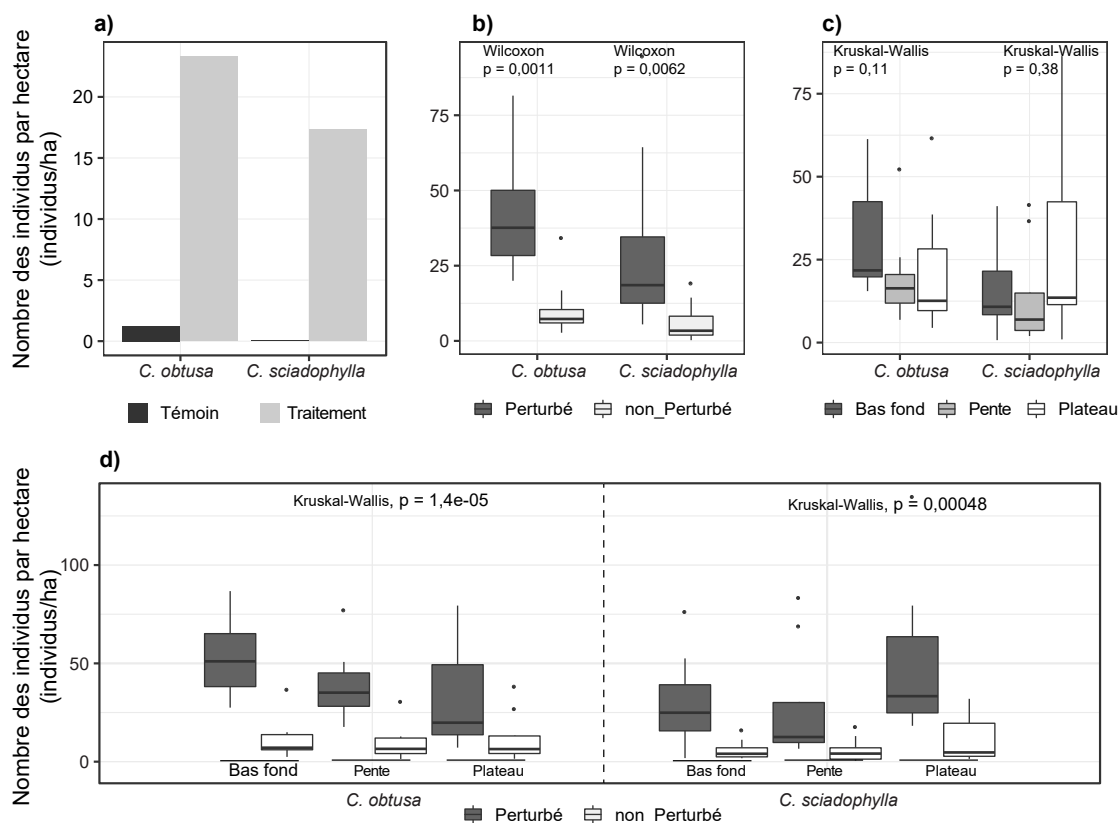 a)
b)
c)
Nombre des individus par hectare
(individus/ha)
20
15
10
5
0
C. obtusa
C. sciadophylla
Témoin
Traitement
Wilcoxon
p = 0,0011
Wilcoxon
p = 0,0062
75
50
25
0
C. obtusa
C. sciadophylla
Perturbé
non_Perturbé
Kruskal-Wallis
p = 0,11
Kruskal-Wallis
p = 0,38
75
50
25
0
C. obtusa
C. sciadophylla
Bas fond
Pente
Plateau
d)
Nombre des individus par hectare
(individus/ha)
Kruskal-Wallis, p = 1,4e-05
Kruskal-Wallis, p = 0,00048
100
50
0
Bas fond
Pente
Plateau
Bas fond
Pente
Plateau
C. obtusa
C. sciadophylla
Perturbé
non_Perturbé